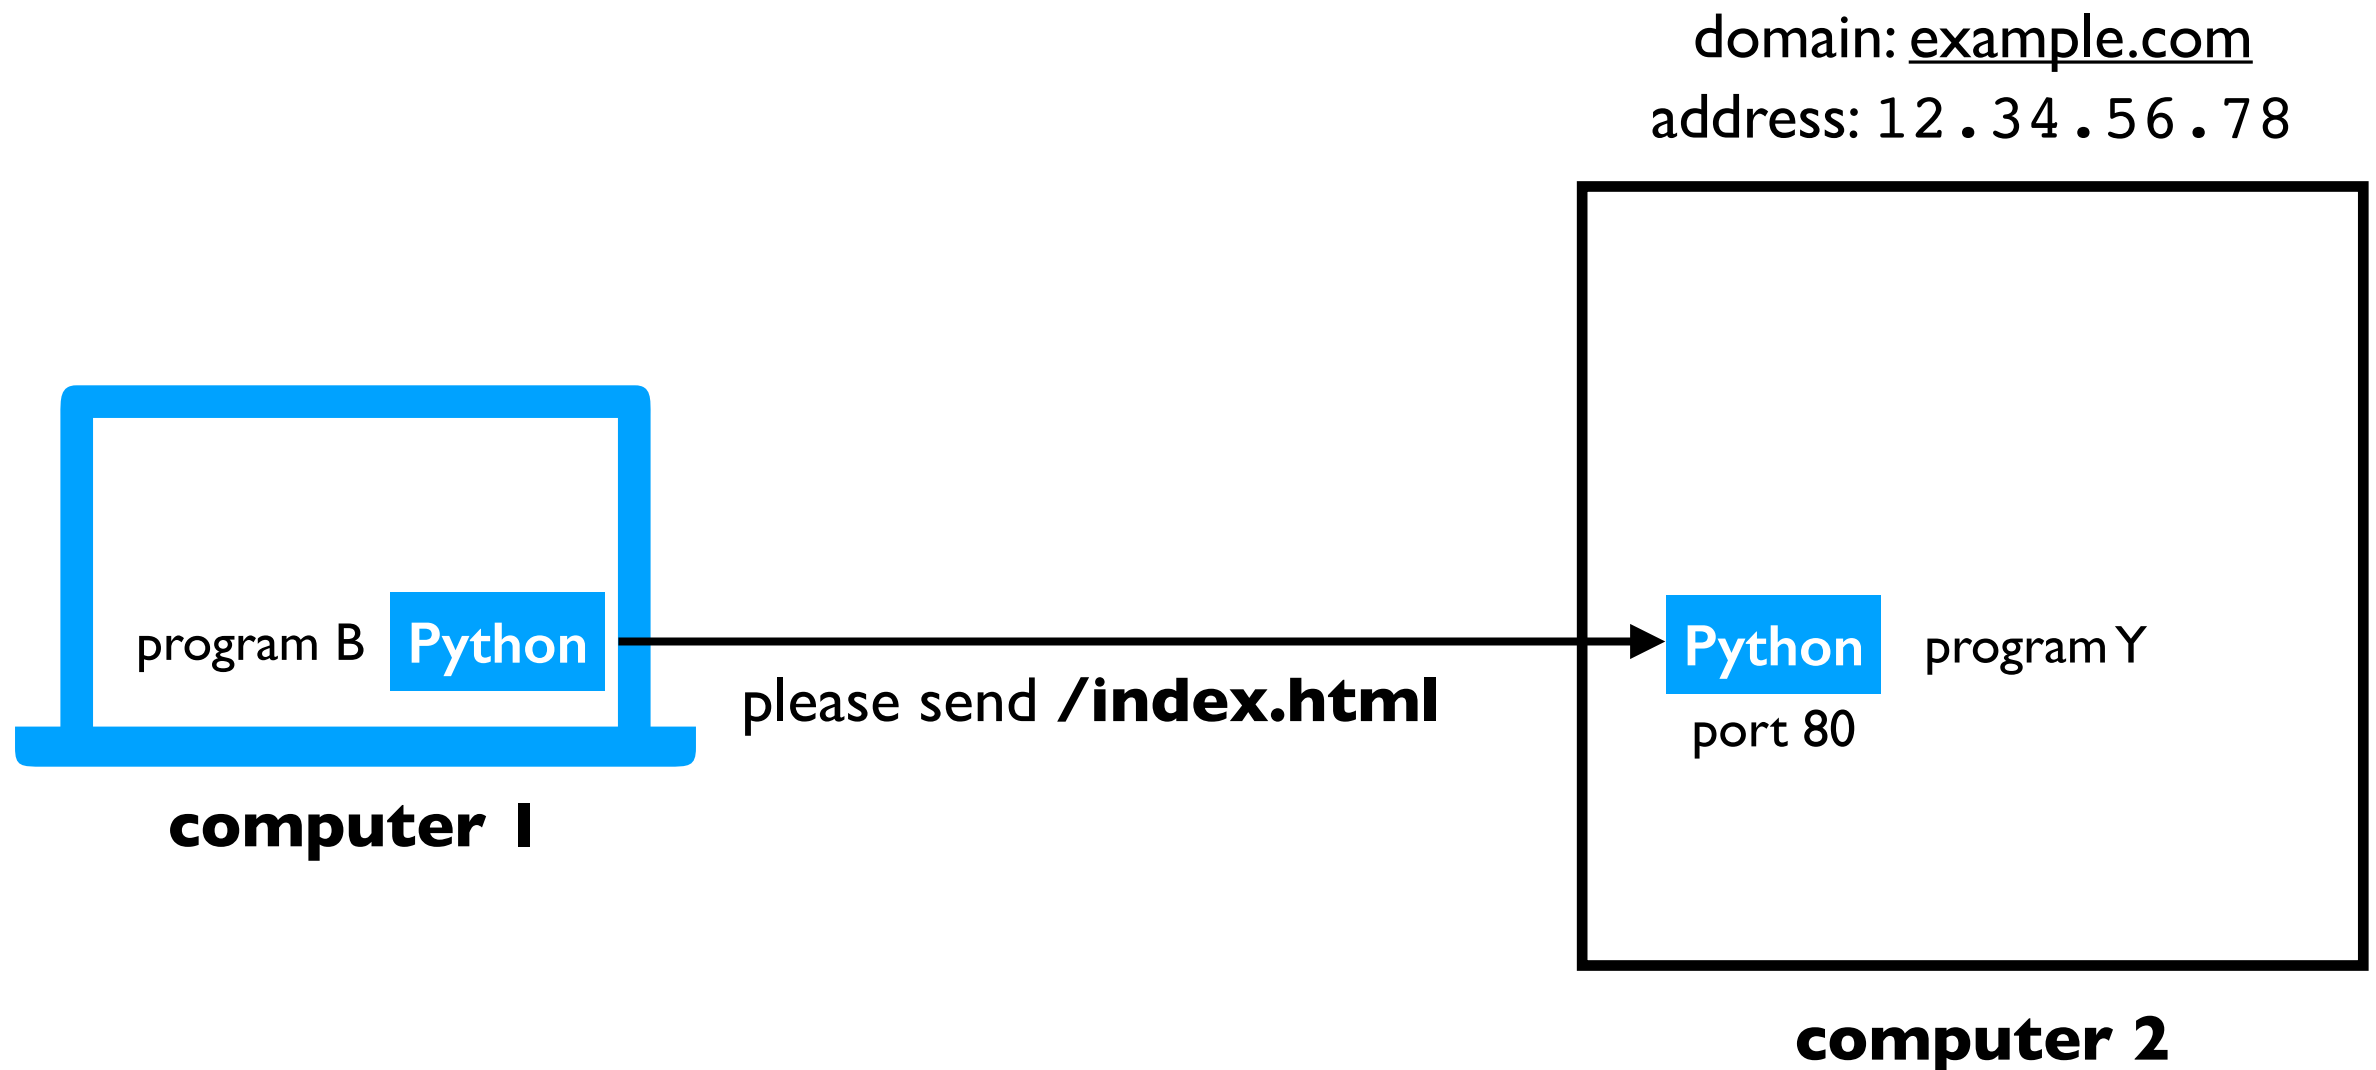 domain: example.com
address: 12.34.56.78
program B
Python
please send /index.html
Python
program Y
port 80
computer 1
computer 2